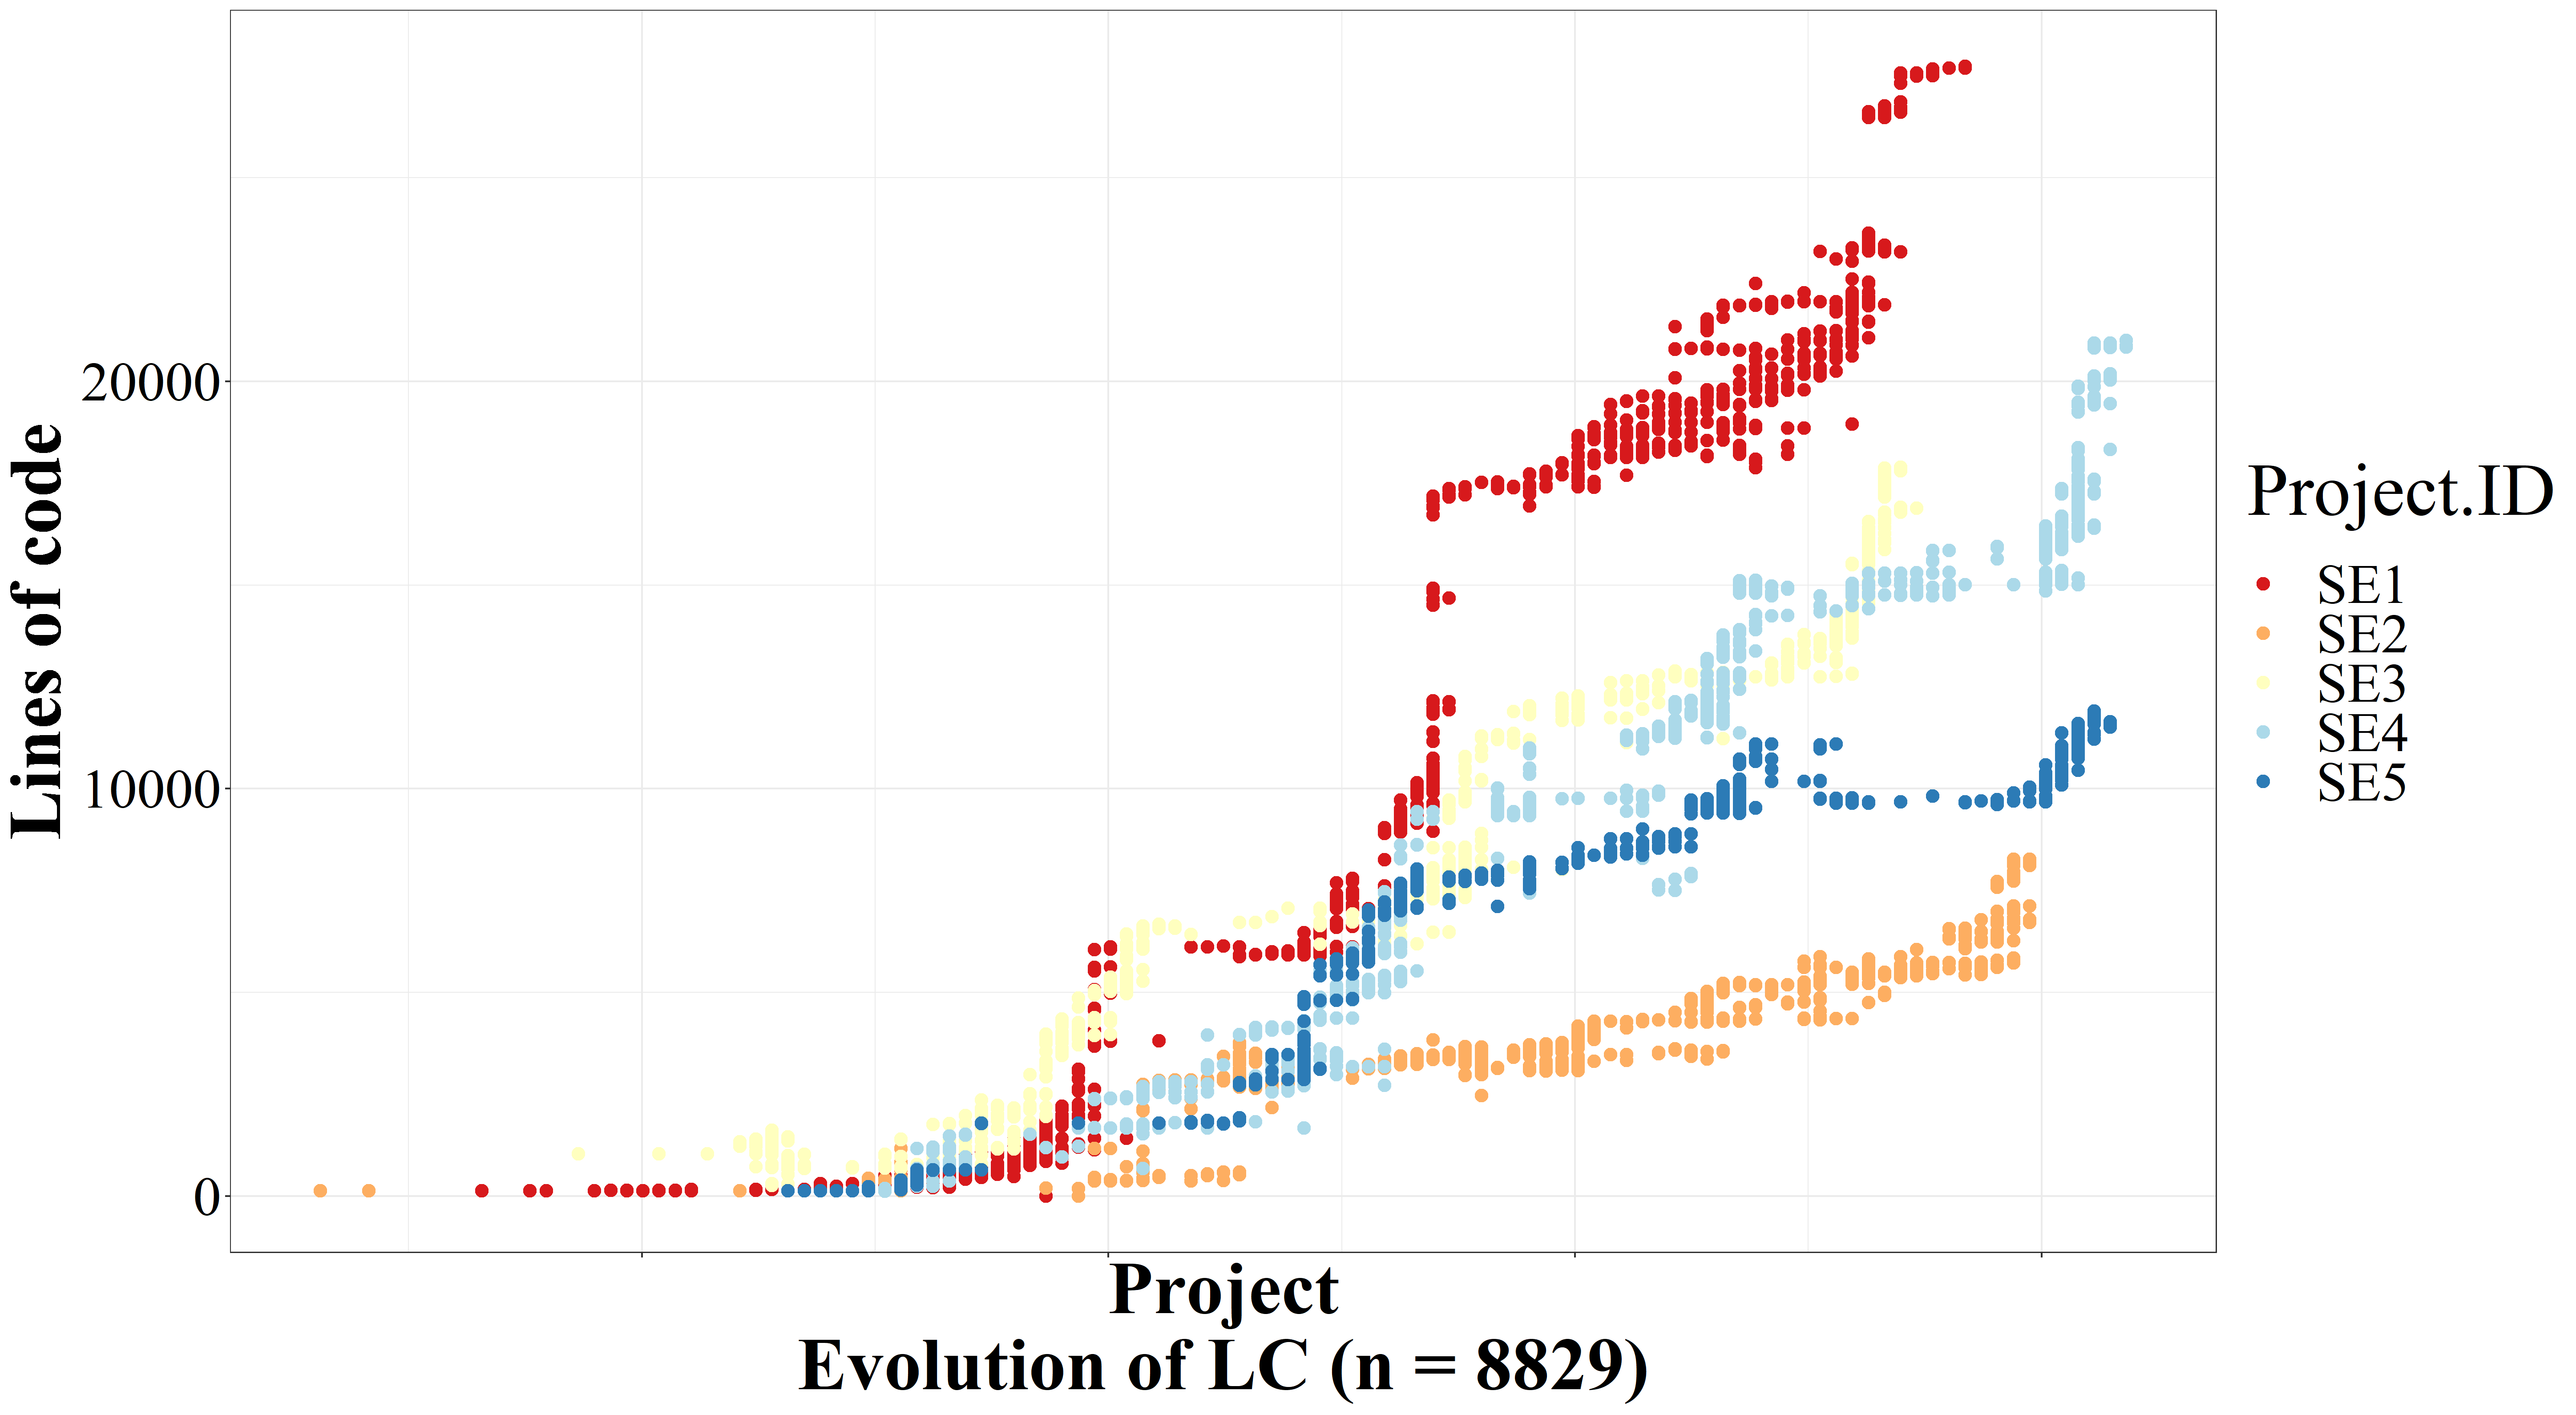 Lines of code
20000
10000
0
Project
Evolution of LC (n = 8829)
Project.ID
SE1
SE2
SE3
SE4
SE5